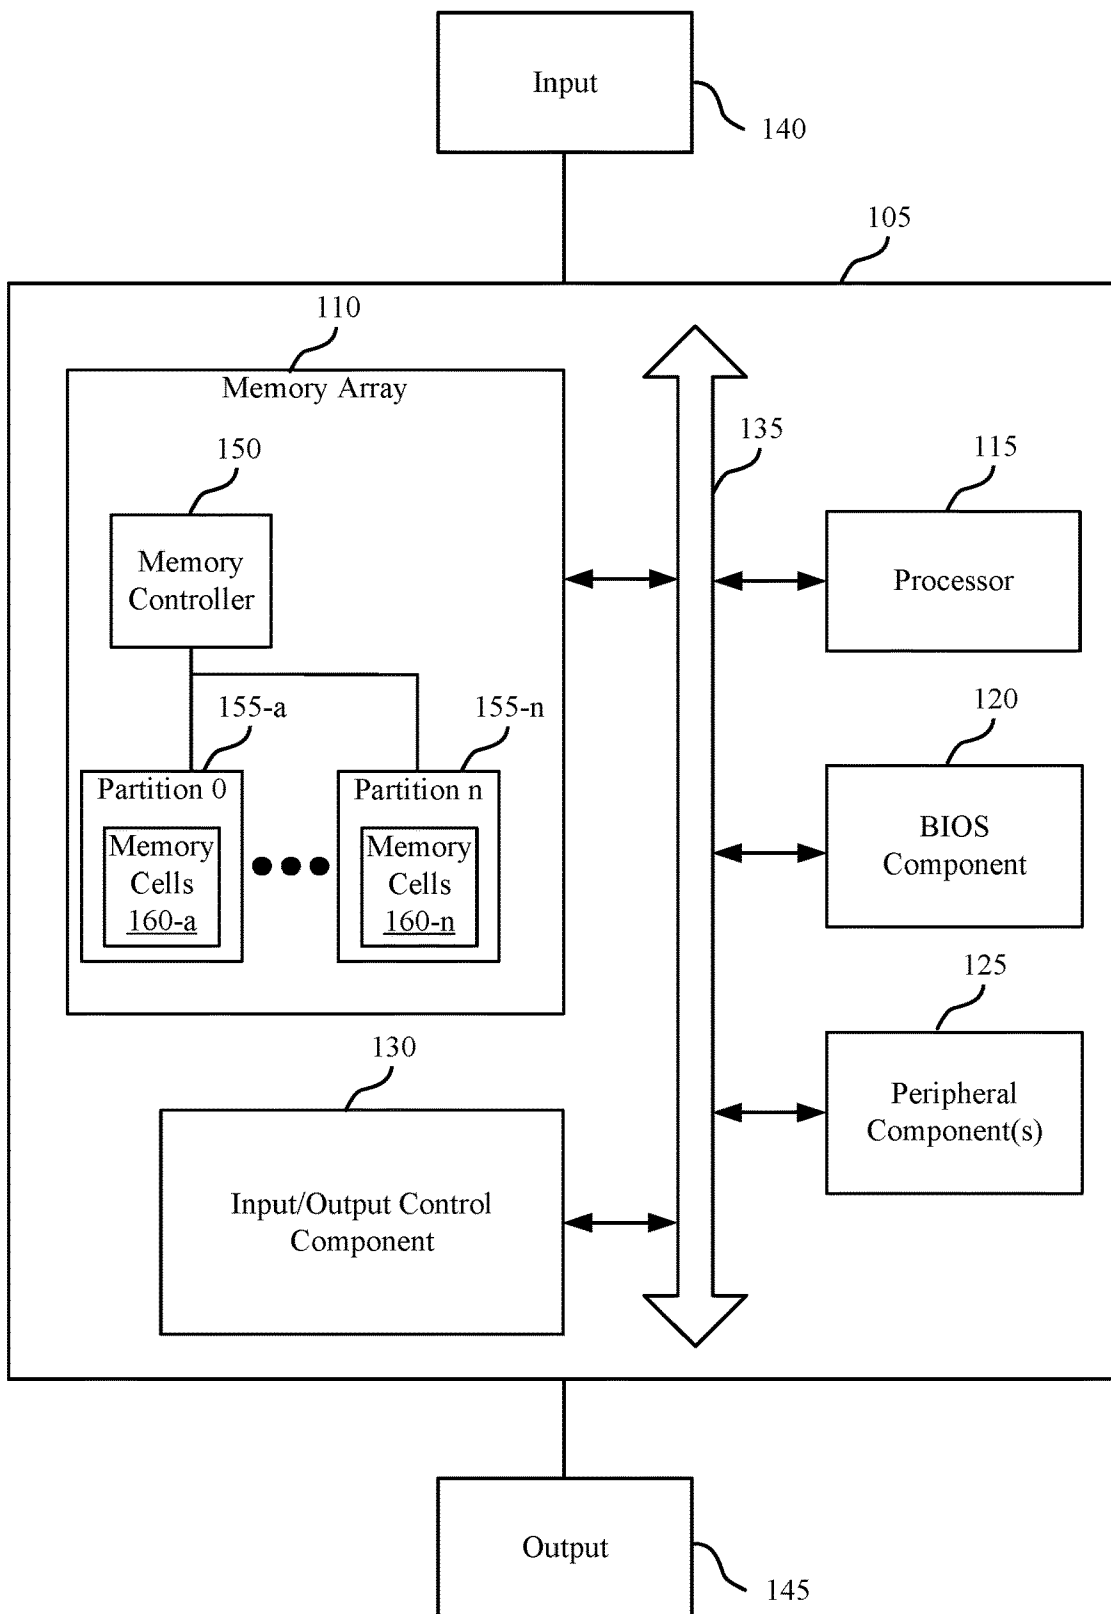 Input
140
105
110
Memory Array
150
135
115
Memory
Controller
Processor
155-a
155-n
120
Partition 0
Partition n
BIOS
Component
Memory
Cells
160-a
Memory
Cells
160-n
125
130
Peripheral
Component(s)
Input/Output Control
Component
Output
145